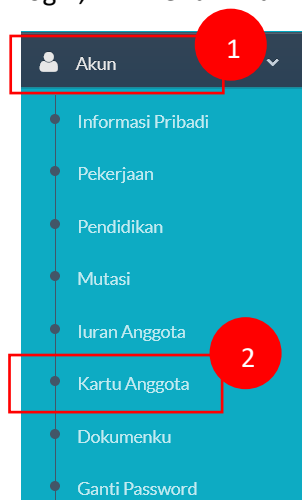 1
Akun
Informasi Pribadi
Pekerjaan
Pendidikan
Mutasi
Iuran Anggota
2
Kartu Anggota
Dokumenku
Ganti Password